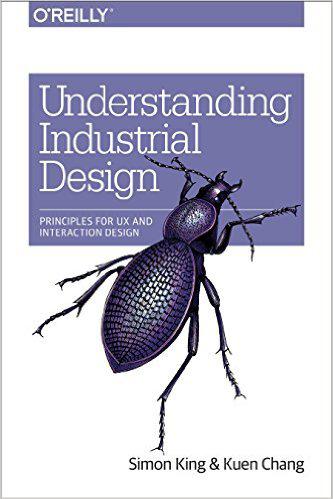 O'REILLY®
Understanding
Industrial
Design
PRINCIPLES FOR UX AND
INTERACTION DESIGN
Simon King & Kuen Chang